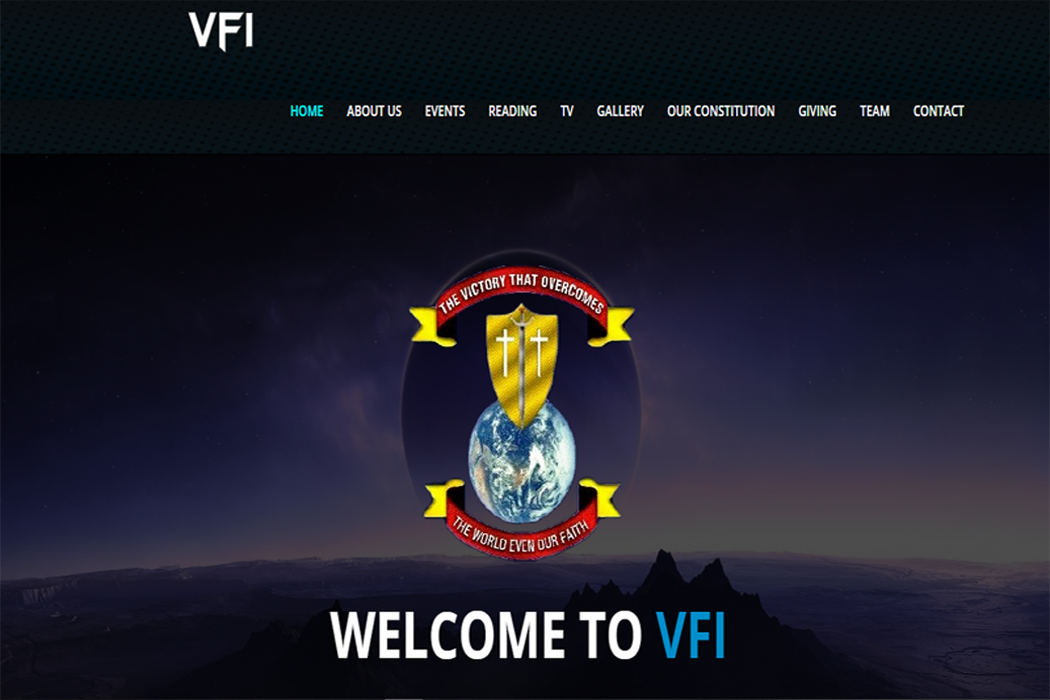 VFI
HOME ABOUT US EVENTS READING TV GALLERY OUR CONSTITUTION GIVING TEAM CONTACT
THE VICTORY THAT OVERCOMES
THE WORLD EVEN OUR FAITH
WELCOME TO VFI